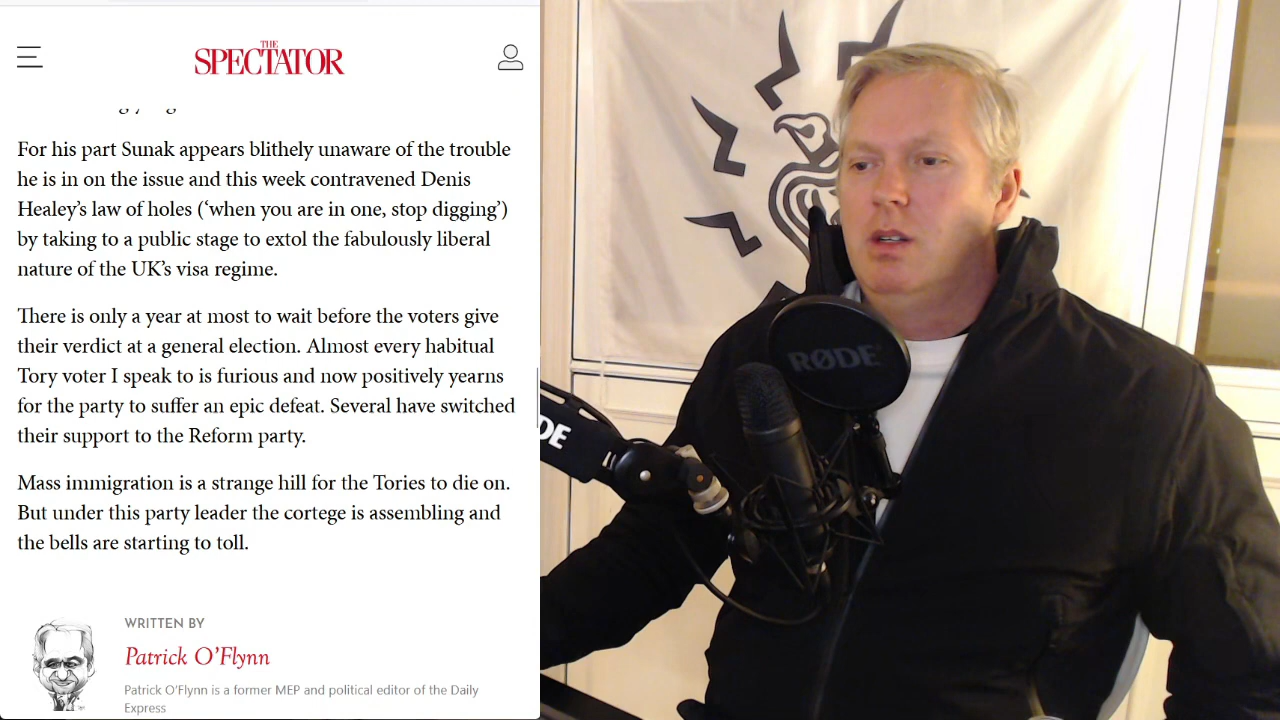 THE
SPECTATOR
For his part Sunak appears blithely unaware of the trouble
he is in on the issue and this week contravened Denis
Healey's law of holes ('when you are in one, stop digging')
by taking to a public stage to extol the fabulously liberal
nature of the UK's visa regime.
There is only a year at most to wait before the voters give
their verdict at a general election. Almost every habitual
Tory voter I speak to is furious and now positively yearns
for the party to suffer an epic defeat. Several have switched
their support to the Reform party.
Mass immigration is a strange hill for the Tories to die on.
But under this party leader the cortege is assembling and
the bells are starting to toll.
WRITTEN BY
Patrick O'Flynn
Patrick O'Flynn is a former MEP and political editor of the Daily
Express
RØDE
DE